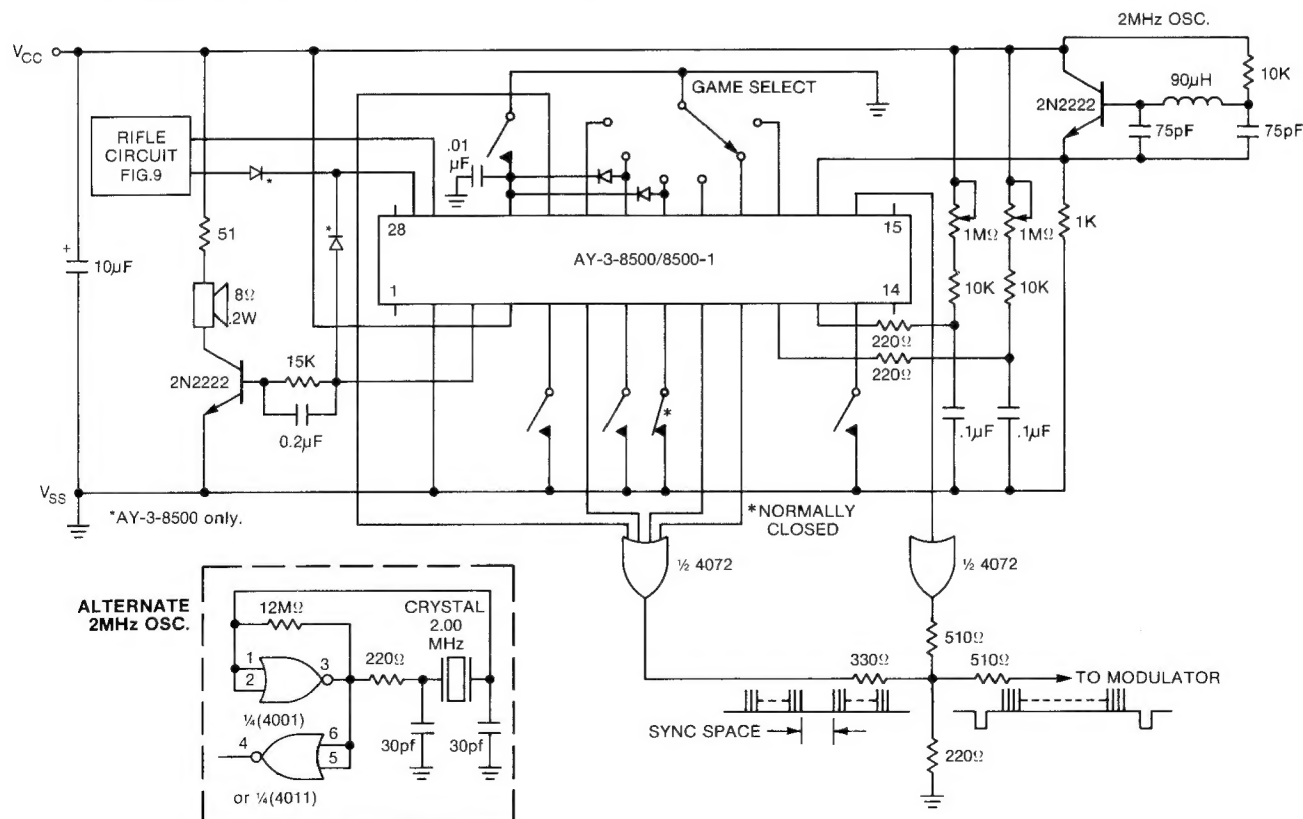 2MHz OSC.
VCC
GAME SELECT
90µH
10K
2N2222
75pF
75pF
RIFLE
CIRCUIT
FIG.9
.01
µF
*
28
15
51
*
AY-3-8500/8500-1
1MΩ
1MΩ
1K
+
10µF
8Ω
.2W
1
14
10K
10K
220Ω
220Ω
15K
2N2222
0.2µF
*
.1µF
.1µF
VSS
*AY-3-8500 only.
*NORMALLY
CLOSED
½ 4072
½ 4072
ALTERNATE
2MHz OSC.
12MΩ
CRYSTAL
2.00
MHz
220Ω
1
2
3
¼(4001)
30pf
30pf
4
6
5
or ¼(4011)
510Ω
330Ω
510Ω
TO MODULATOR
SYNC SPACE
220Ω